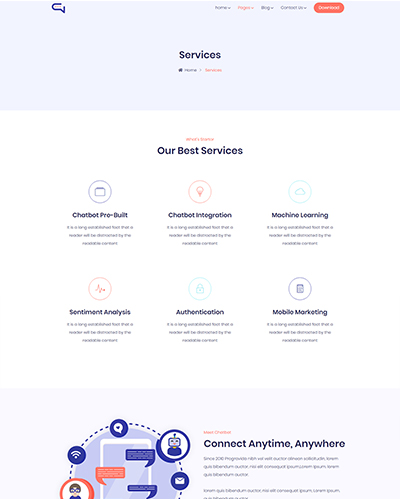 Home Pages Blog Contact Us Download
Services
Home > Services
What's Sherlor
Our Best Services
Chatbot Pre-Built Chatbot Integration Machine Learning
It is a long established fact that a It is a long established fact that a It is a long established fact that a
reader will be distracted by the reader will be distracted by the reader will be distracted by the
readable content readable content readable content
Sentiment Analysis Authentication Mobile Marketing
It is a long established fact that a It is a long established fact that a It is a long established fact that a
reader will be distracted by the reader will be distracted by the reader will be distracted by the
readable content readable content readable content
Meet Chatbot
Connect Anytime, Anywhere
Since 2010 Progravida nibh vel velit auctor alinean sollicitudin, lorem
quis bibendum auctor, nisi elit consequat ipsum Lorem ipsum. lorem
quis bibendum auctor.
lorem quis bibendum auctor, nisi elit consequat ipsum, lorem
quis bibendum auctor.